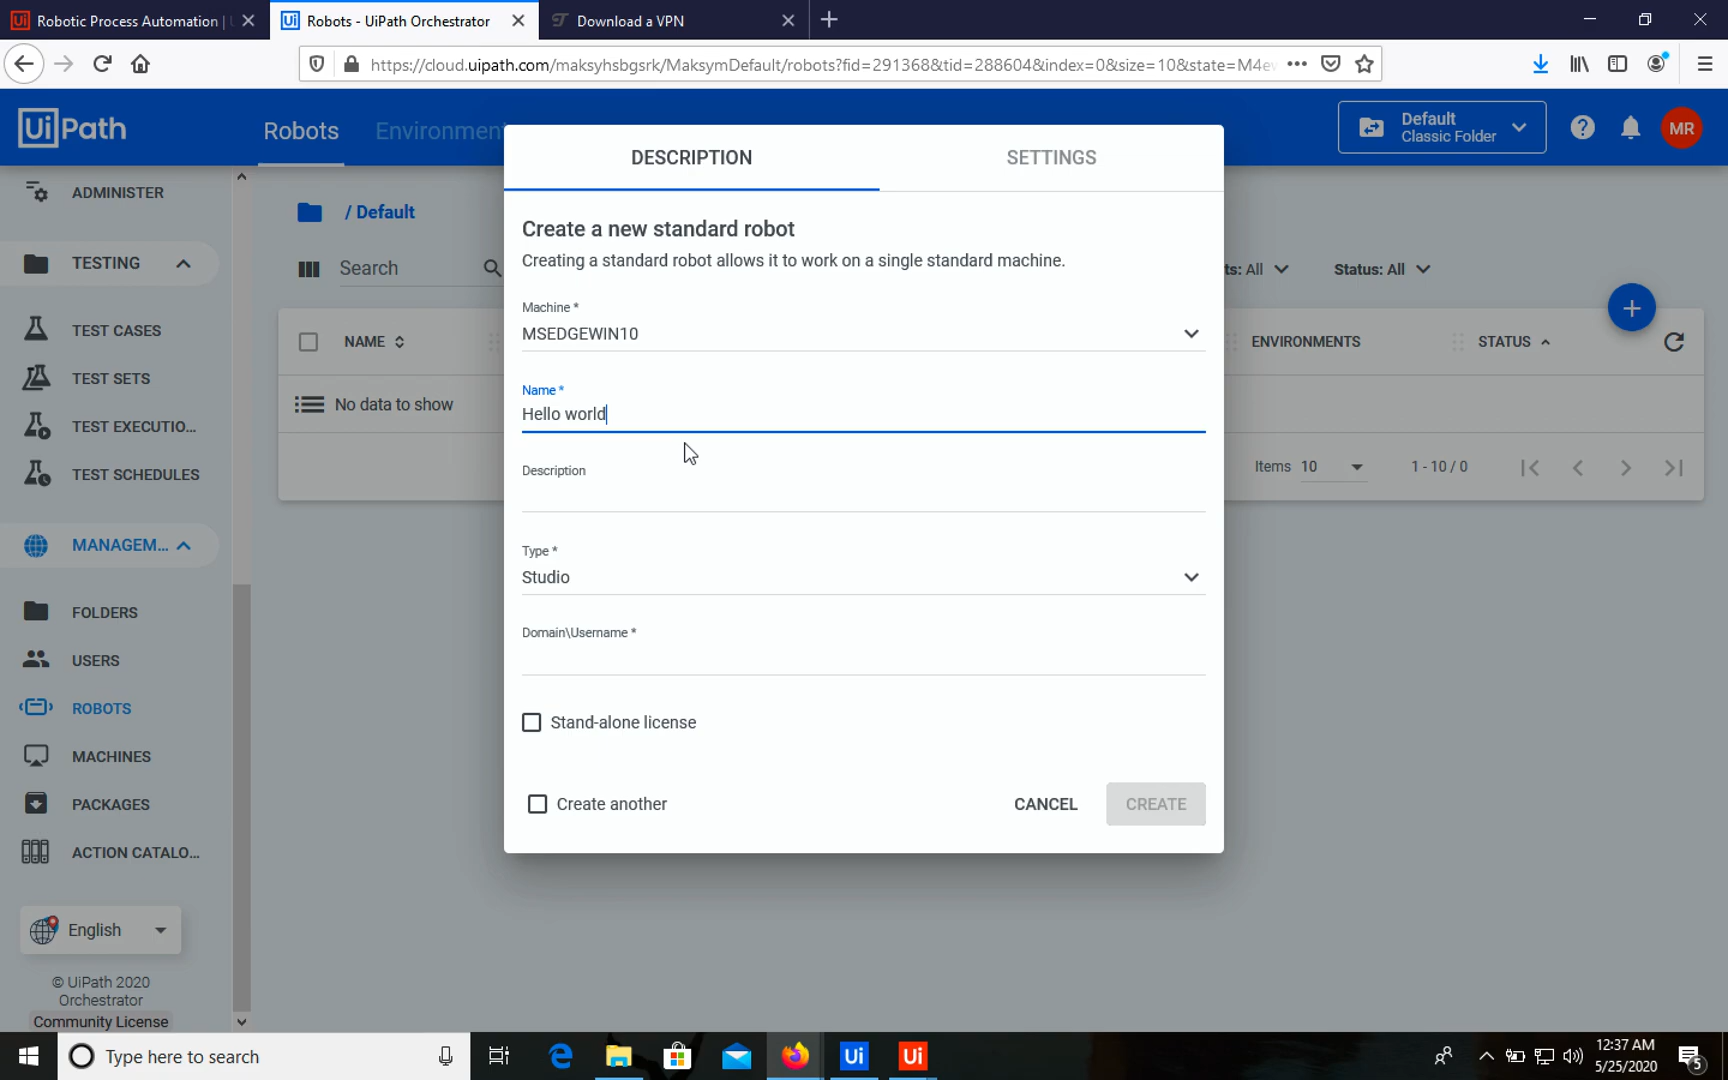 Robotic Process Automation |
Robots - UiPath Orchestrator
Download a VPN
https://cloud.uipath.com/maksyhsbgsrk/MaksymDefault/robots?fid=291368&tid=288604&index=0&size=10&state=M4ev
UiPath
Robots
Environment
Default
Classic Folder
MR
ADMINISTER
TESTING
TEST CASES
TEST SETS
TEST EXECUTIO...
TEST SCHEDULES
MANAGEM...
FOLDERS
USERS
ROBOTS
MACHINES
PACKAGES
ACTION CATALO...
English
© UiPath 2020
Orchestrator
Community License
/ Default
Search
ts: All
Status: All
NAME
ENVIRONMENTS
STATUS
No data to show
Items 10
1 - 10 / 0
DESCRIPTION
SETTINGS
Create a new standard robot
Creating a standard robot allows it to work on a single standard machine.
Machine *
MSEDGEWIN10
Name *
Hello world
Description
Type *
Studio
Domain\Username *
Stand-alone license
Create another
CANCEL
CREATE
Type here to search
Ui
Ui
12:37 AM
5/25/2020
5